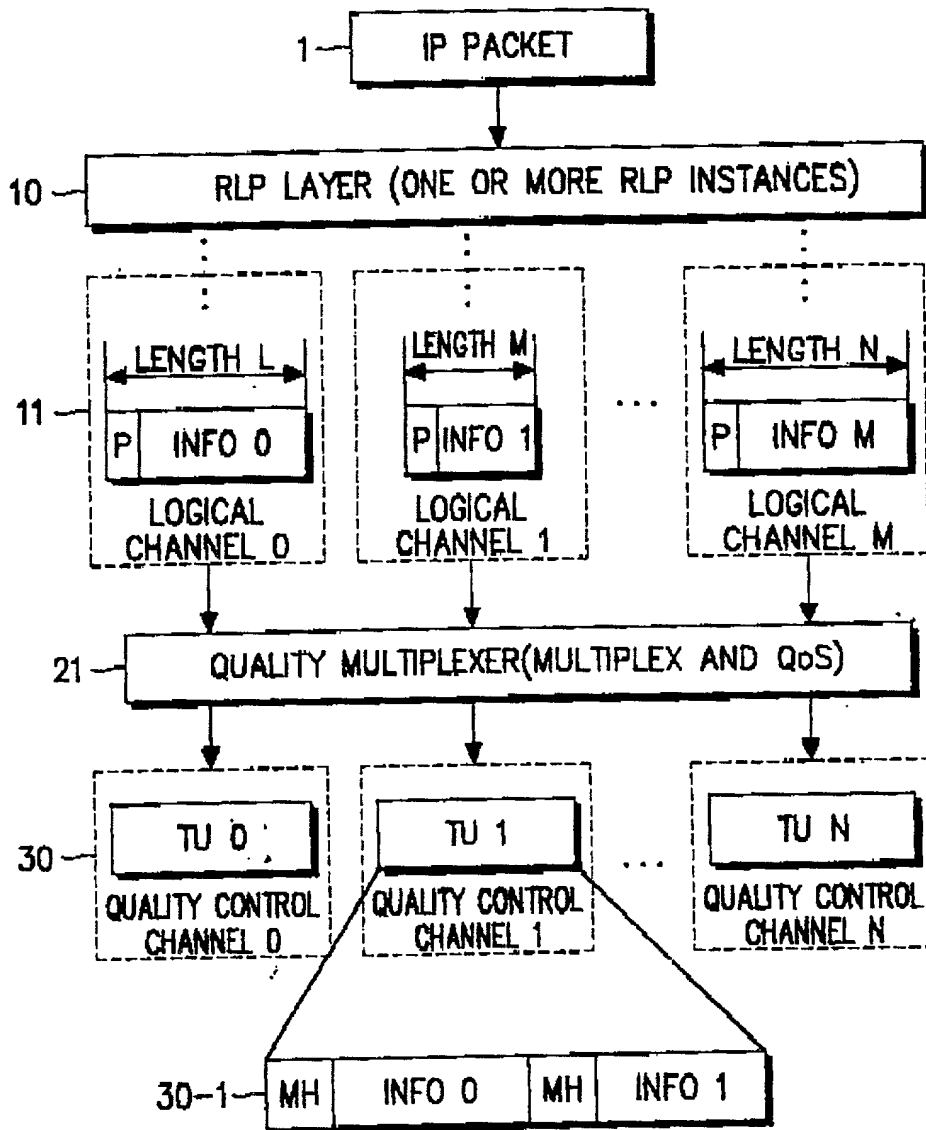 1
IP PACKET
10
RLP LAYER (ONE OR MORE RLP INSTANCES)
11
LENGTH L
P INFO 0
LOGICAL
CHANNEL 0
LENGTH M
P INFO 1
LOGICAL
CHANNEL 1
...
LENGTH N
P INFO M
LOGICAL
CHANNEL M
21
QUALITY MULTIPLEXER(MULTIPLEX AND QoS)
30
TU 0
QUALITY CONTROL
CHANNEL 0
TU 1
QUALITY CONTROL
CHANNEL 1
...
TU N
QUALITY CONTROL
CHANNEL N
30-1
MH INFO 0 MH INFO 1